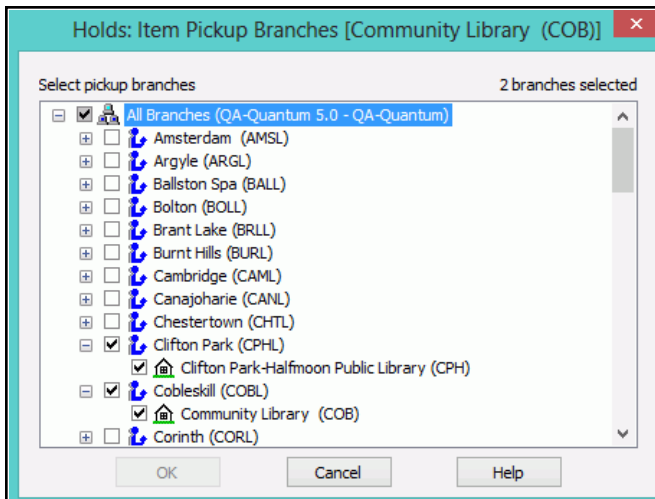 Holds: Item Pickup Branches [Community Library (COB)]
Select pickup branches 2 branches selected
All Branches (QA-Quantum 5.0 - QA-Quantum)
Amsterdam (AMSL)
Argyle (ARGL)
Ballston Spa (BALL)
Bolton (BOLL)
Brant Lake (BRLL)
Burnt Hills (BURL)
Cambridge (CAML)
Canajoharie (CANL)
Chestertown (CHTL)
Clifton Park (CPHL)
Clifton Park-Halfmoon Public Library (CPH)
Cobleskill (COBL)
Community Library (COB)
Corinth (CORL)
OK Cancel Help